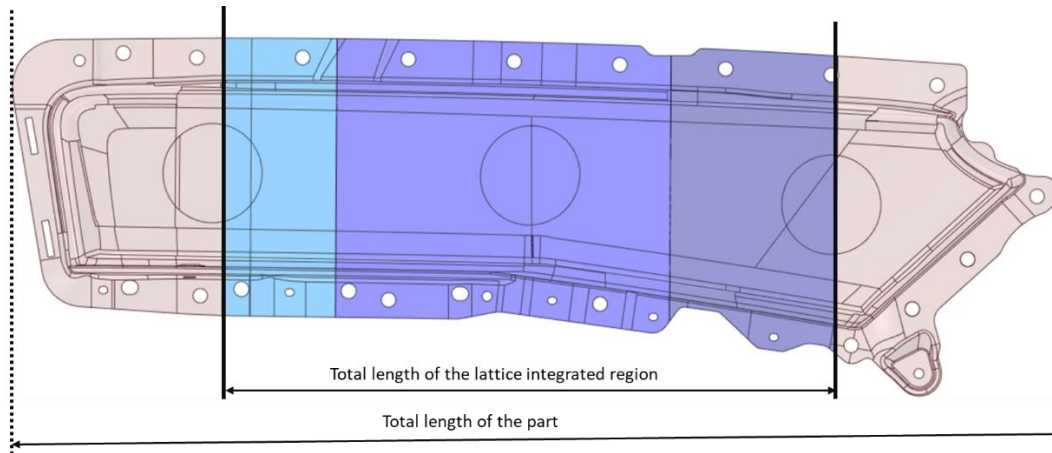 Total length of the lattice integrated region
Total length of the part